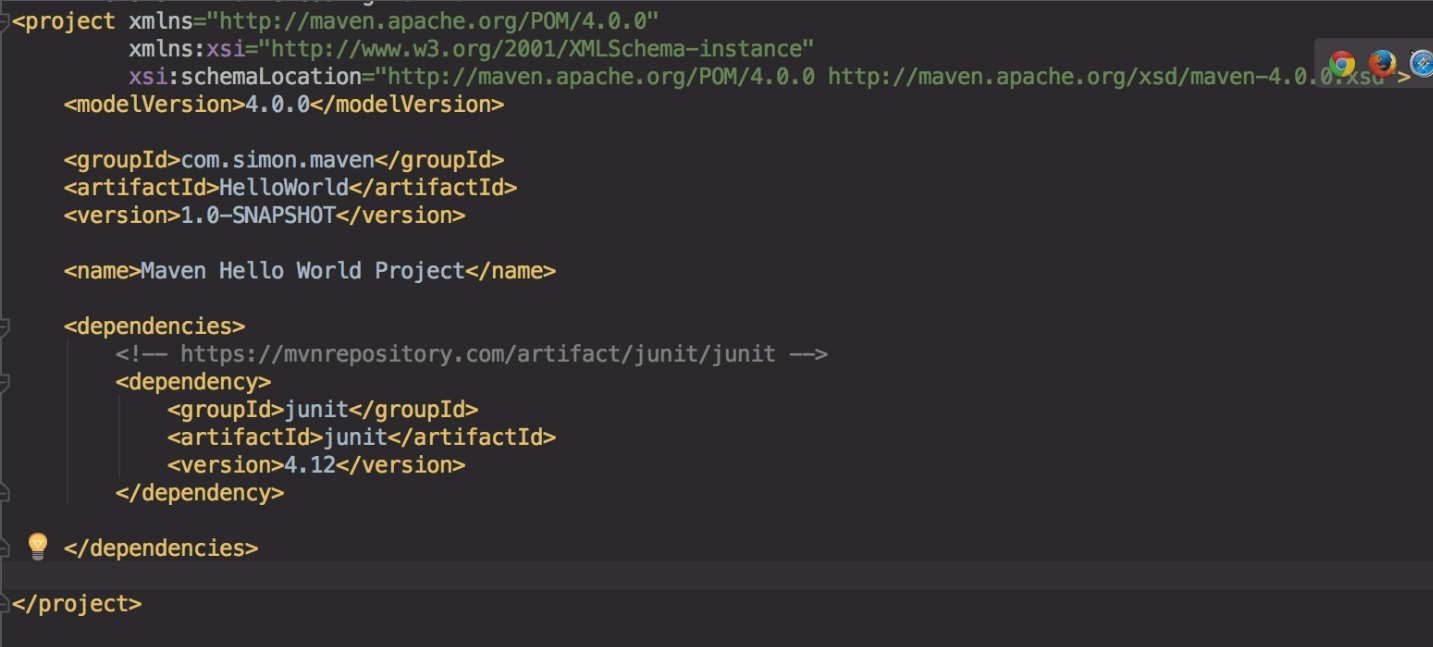 <project xmlns="http://maven.apache.org/POM/4.0.0"
xmlns:xsi="http://www.w3.org/2001/XMLSchema-instance"
xsi:schemaLocation="http://maven.apache.org/POM/4.0.0 http://maven.apache.org/xsd/maven-4.0.0.xsd">
<modelVersion>4.0.0</modelVersion>
<groupId>com.simon.maven</groupId>
<artifactId>HelloWorld</artifactId>
<version>1.0-SNAPSHOT</version>
<name>Maven Hello World Project</name>
<dependencies>
<!-- https://mvnrepository.com/artifact/junit/junit -->
<dependency>
<groupId>junit</groupId>
<artifactId>junit</artifactId>
<version>4.12</version>
</dependency>
</dependencies>
</project>